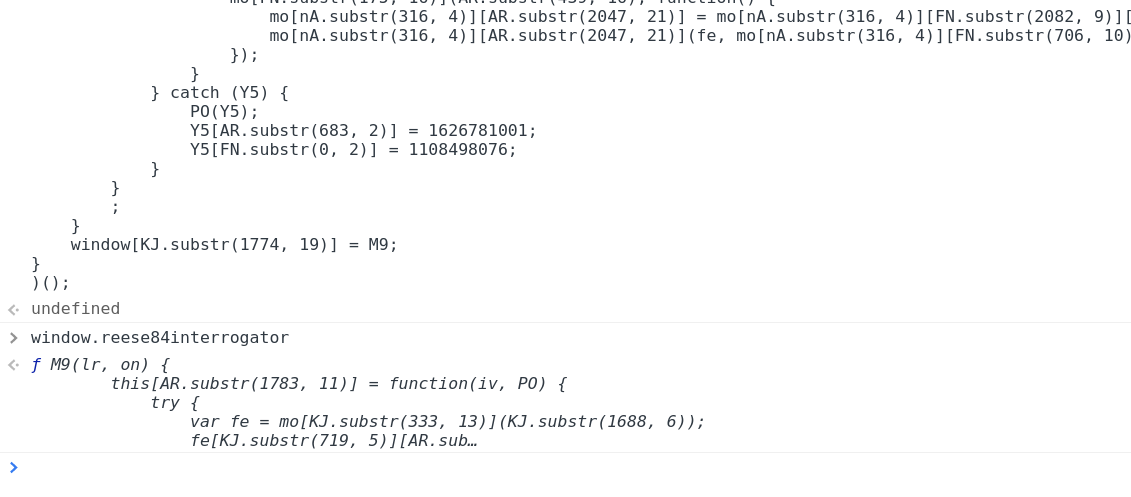 mo[FN.substr(175, 16)](AR.substr(459, 16), function() {
mo[nA.substr(316, 4)][AR.substr(2047, 21)] = mo[nA.substr(316, 4)][FN.substr(2082, 9)][
mo[nA.substr(316, 4)][AR.substr(2047, 21)](fe, mo[nA.substr(316, 4)][FN.substr(706, 10)
});
}
} catch (Y5) {
PO(Y5);
Y5[AR.substr(683, 2)] = 1626781001;
Y5[FN.substr(0, 2)] = 1108498076;
}
}
;
}
window[KJ.substr(1774, 19)] = M9;
}
)();
undefined
window.reese84interrogator
ƒ M9(lr, on) {
this[AR.substr(1783, 11)] = function(iv, PO) {
try {
var fe = mo[KJ.substr(333, 13)](KJ.substr(1688, 6));
fe[KJ.substr(719, 5)][AR.sub…